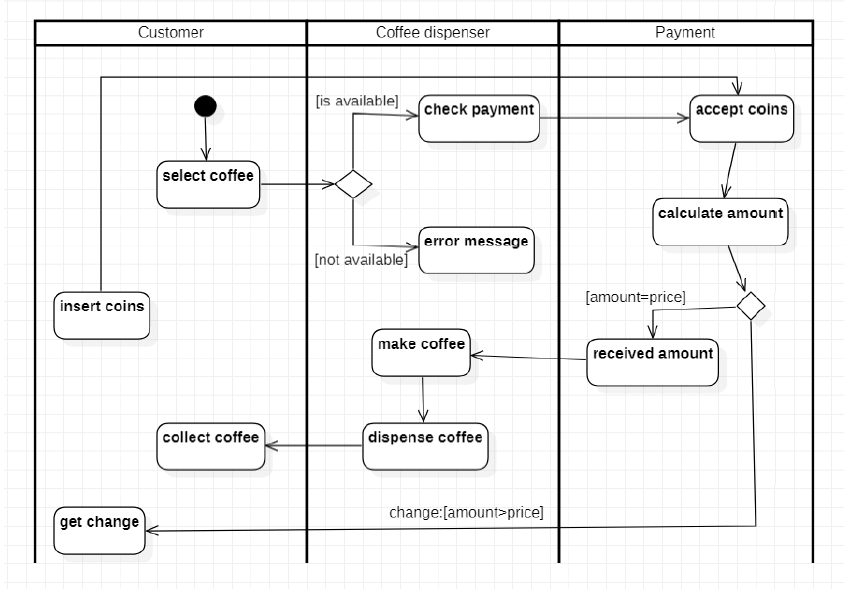 Customer
Coffee dispenser
Payment
[is available]
check payment
accept coins
select coffee
calculate amount
error message
[not available]
insert coins
[amount=price]
make coffee
received amount
collect coffee
dispense coffee
change:[amount>price]
get change